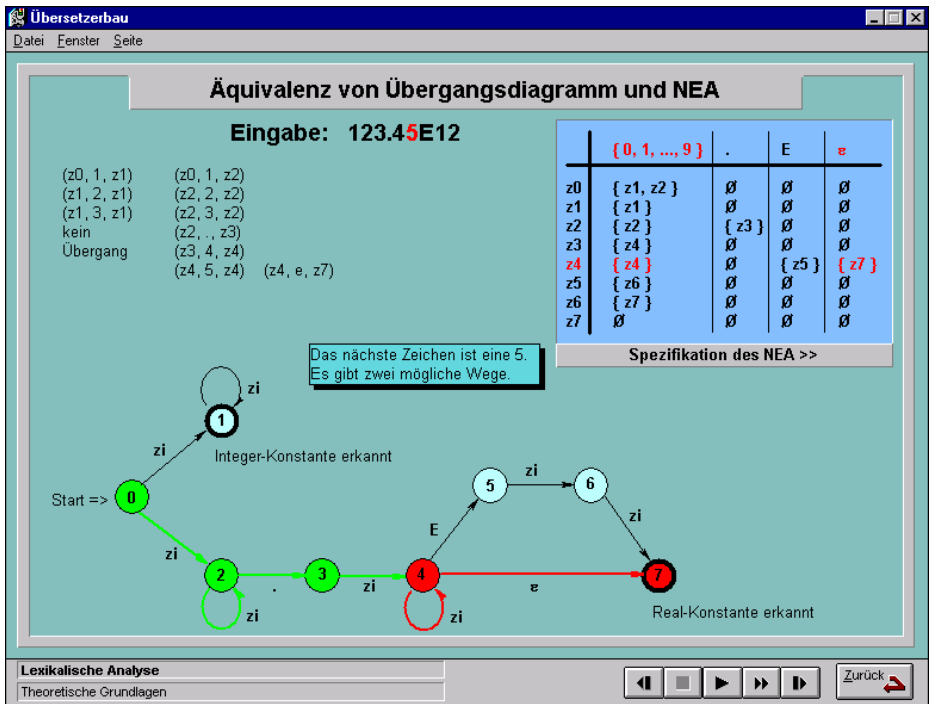 Übersetzerbau
Datei Fenster Seite
Äquivalenz von Übergangsdiagramm und NEA
Eingabe: 123.45E12
(z0, 1, z1) (z0, 1, z2)
(z1, 2, z1) (z2, 2, z2)
(z1, 3, z1) (z2, 3, z2)
kein (z2, ., z3)
Übergang (z3, 4, z4)
(z4, 5, z4) (z4, e, z7)
{ 0, 1, ..., 9 } . E ε
z0 { z1, z2 } Ø Ø Ø
z1 { z1 } Ø Ø Ø
z2 { z2 } { z3 } Ø Ø
z3 { z4 } Ø Ø Ø
z4 { z4 } Ø { z5 } { z7 }
z5 { z6 } Ø Ø Ø
z6 { z7 } Ø Ø Ø
z7 Ø Ø Ø Ø
Spezifikation des NEA >>
Das nächste Zeichen ist eine 5.
Es gibt zwei mögliche Wege.
zi
1
zi
Integer-Konstante erkannt
Start => 0
5 zi 6
E
zi
zi
2 . 3 zi 4 ε 7
zi
zi
Real-Konstante erkannt
Lexikalische Analyse
Theoretische Grundlagen
Zurück